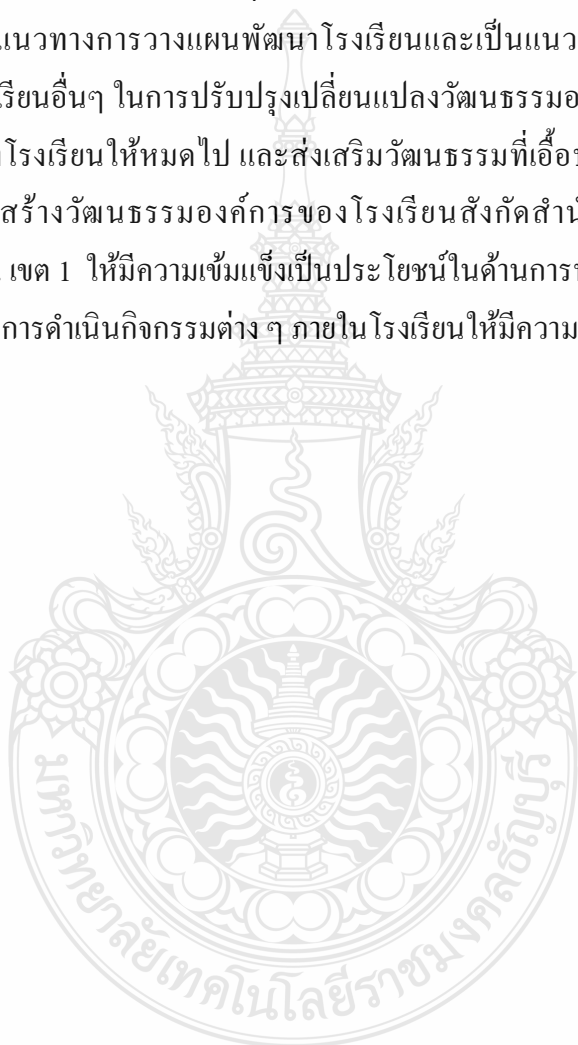 แนวทางการวางแผนพัฒนาโรงเรียนและเป็นแนว
เรียนอื่นๆ ในการปรับปรุงเปลี่ยนแปลงวัฒนธรรมอ
โรงเรียนให้หมดไป และส่งเสริมวัฒนธรรมที่เอื้อ
สร้างวัฒนธรรมองค์การของโรงเรียนสังกัดสำนั
เขต 1 ให้มีความเข้มแข็งเป็นประโยชน์ในด้านการ
การดำเนินกิจกรรมต่าง ๆ ภายในโรงเรียนให้มีความ
มหาวิทยาลัยเทคโนโลยีราชมงคลธัญบุรี